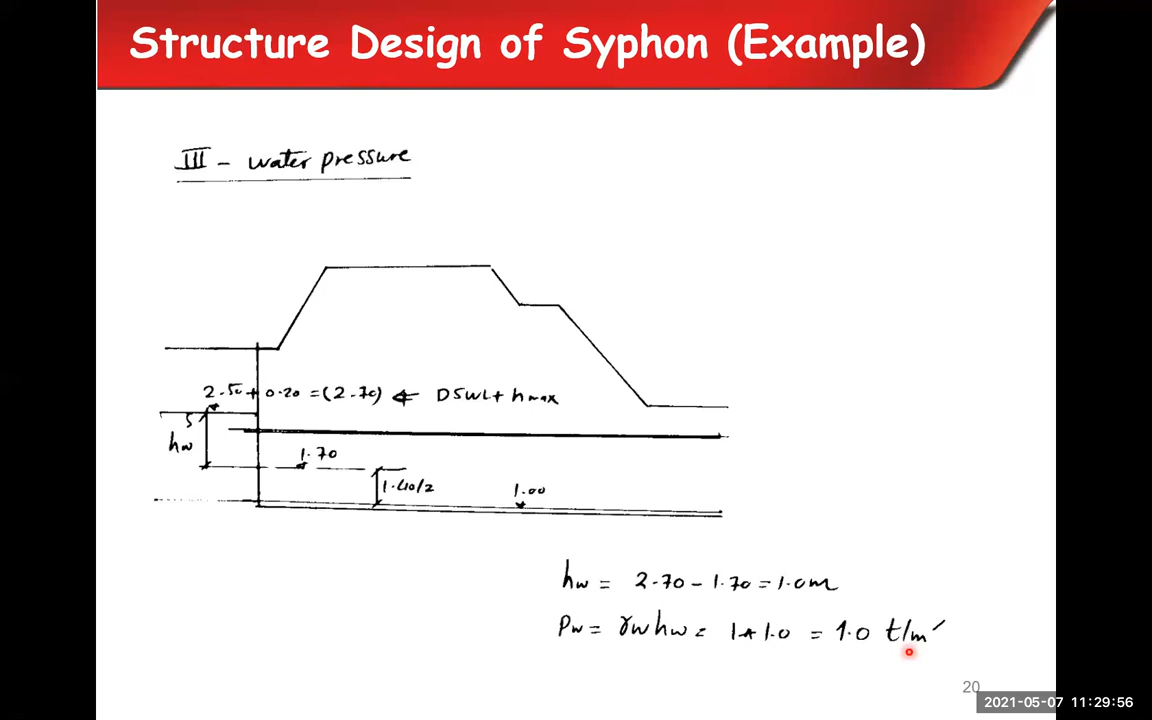 Structure Design of Syphon (Example)
III - water pressure
2.50 + 0.20 = (2.70) ← DSWL + hmax
hw
1.70
1.40/2
1.00
hw = 2.70 - 1.70 = 1.0m
Pw = γw hw = 1 * 1.0 = 1.0 t/m'
20
2021-05-07 11:29:56